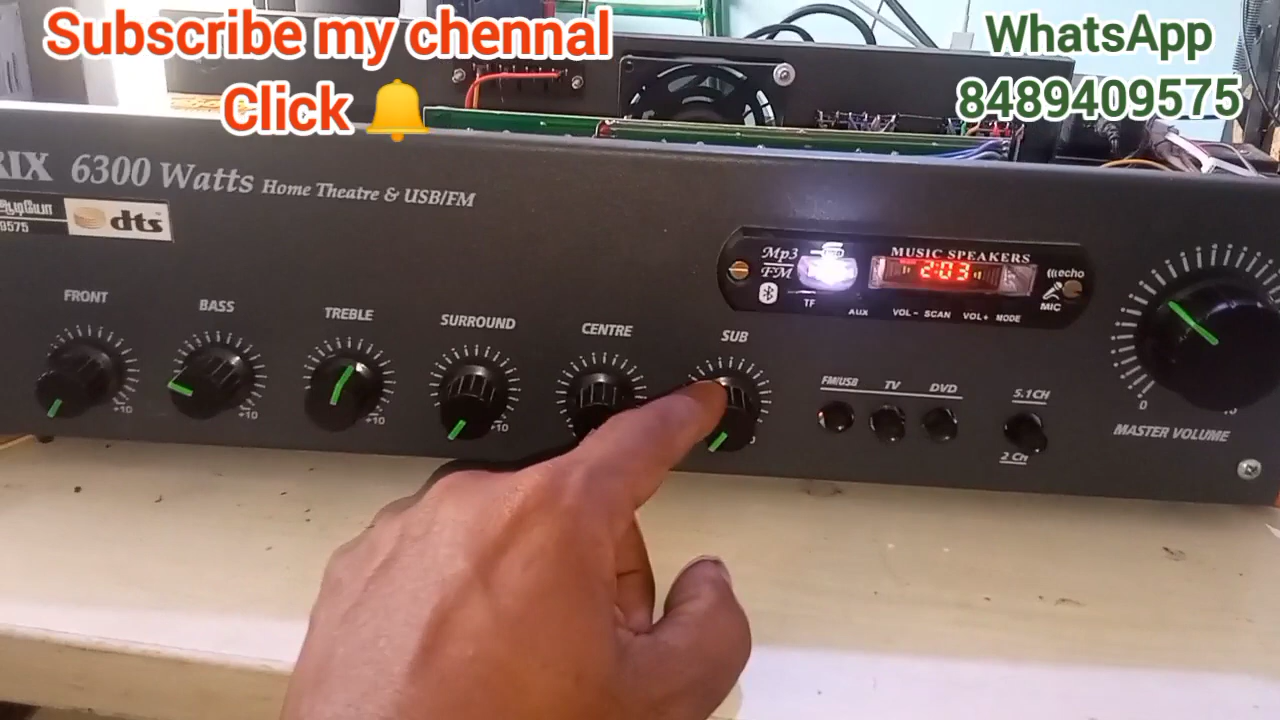 Subscribe my chennal
Click 🔔
WhatsApp
8489409575
RIX 6300 Watts Home Theatre & USB/FM
ஆடியோ
9575
dts
Mp3
FM
TF
MUSIC SPEAKERS
2:03
echo
MIC
AUX VOL- SCAN VOL+ MODE
FRONT
BASS
TREBLE
SURROUND
CENTRE
SUB
+10
+10
+10
+10
FM/USB TV DVD
5.1CH
2 CH
0
MASTER VOLUME